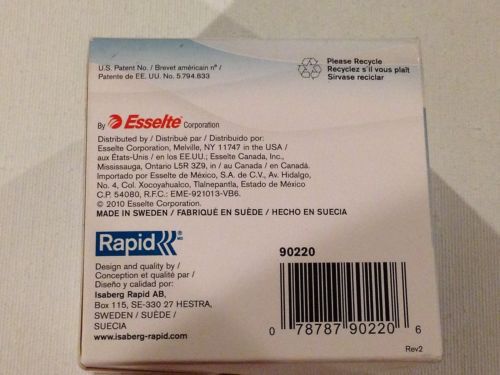 U.S. Patent No. / Brevet américain nº /
Patente de EE. UU. No. 5.794.833
Please Recycle
Recyclez s'il vous plaît
Sirvase reciclar
By Esselte Corporation
Distributed by / Distribué par / Distribuido por:
Esselte Corporation, Melville, NY 11747 in the USA /
aux États-Unis / en los EE.UU.; Esselte Canada, Inc.,
Mississauga, Ontario L5R 3Z9, in / au Canada / en Canadá.
Importado por Esselte de México, S.A. de C.V., Av. Hidalgo,
No. 4, Col. Xocoyahualco, Tlalnepantla, Estado de México
C.P. 54080, R.F.C.: EME-921013-VB6.
© 2010 Esselte Corporation.
MADE IN SWEDEN / FABRIQUÉ EN SUÈDE / HECHO EN SUECIA
Rapid
90220
Design and quality by /
Conception et qualité par /
Diseño y calidad por:
Isaberg Rapid AB,
Box 115, SE-330 27 HESTRA,
SWEDEN / SUÈDE /
SUECIA
www.isaberg-rapid.com
0 78787 90220 6
Rev2